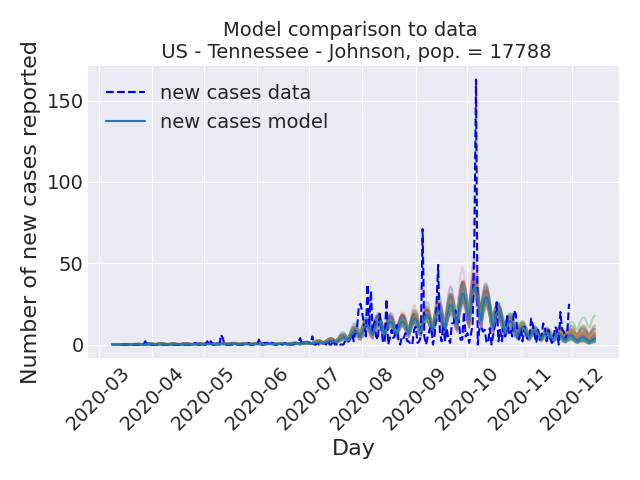 Model comparison to data
US - Tennessee - Johnson, pop. = 17788
Number of new cases reported
150
100
50
0
new cases data
new cases model
2020-03
2020-04
2020-05
2020-06
2020-07
2020-08
2020-09
2020-10
2020-11
2020-12
Day